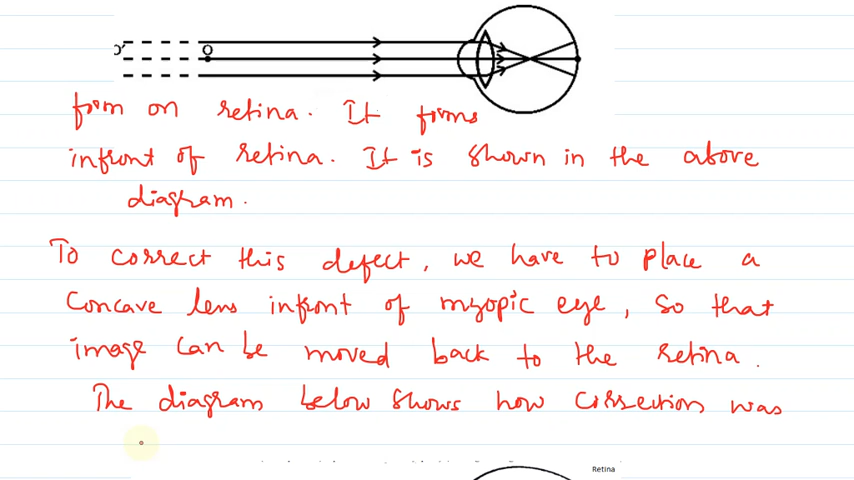 O'
O
form on retina. It forms
infront of retina. It is shown in the above
diagram.
To correct this defect, we have to place a
concave lens infront of myopic eye, so that
image can be moved back to the retina.
The diagram below shows how correction was
Retina